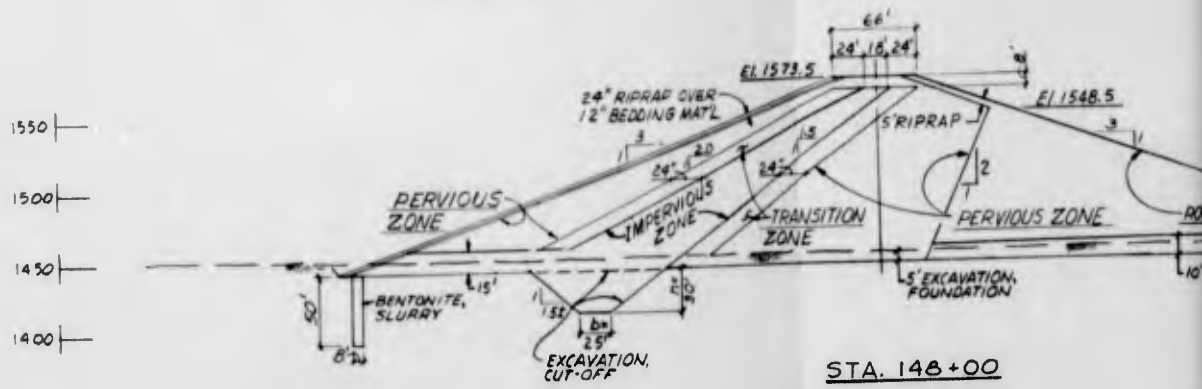 66'
24' 18' 24'
El. 1573.5
24" RIPRAP OVER
12" BEDDING MAT'L
El 1548.5
5' RIPRAP
1550
3
1
2.0
1
1.5
1
3
1
24"
24"
2
1
1500
PERVIOUS
ZONE
IMPERVIOUS
ZONE
TRANSITION
ZONE
PERVIOUS ZONE
1450
15'
5' EXCAVATION,
FOUNDATION
10'
50'
BENTONITE,
SLURRY
1
1.5±
h=
30'
b=
25'
1400
8'
EXCAVATION,
CUT-OFF
STA. 148+00